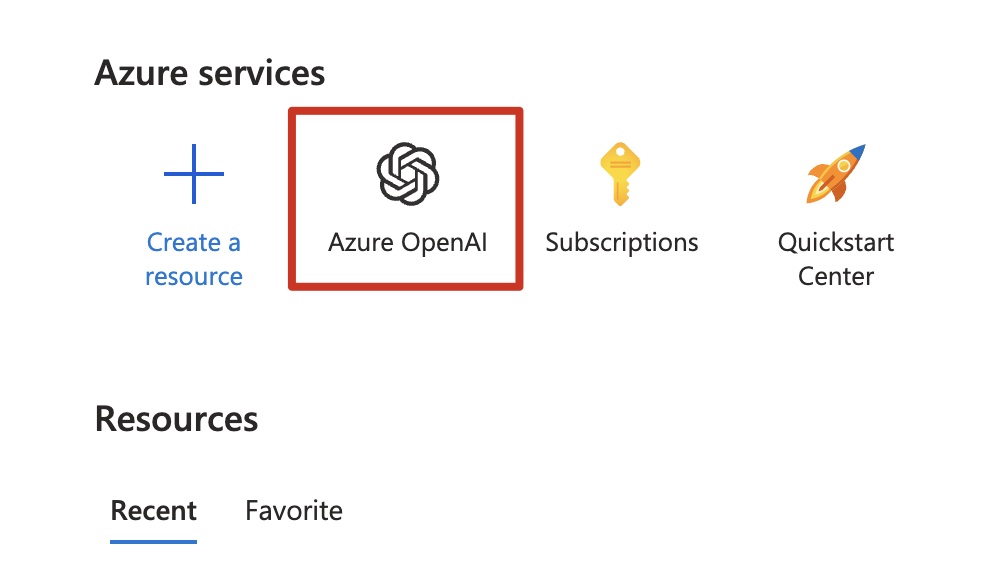 Azure services
Create a
resource
Azure OpenAI
Subscriptions
Quickstart
Center
Resources
Recent
Favorite